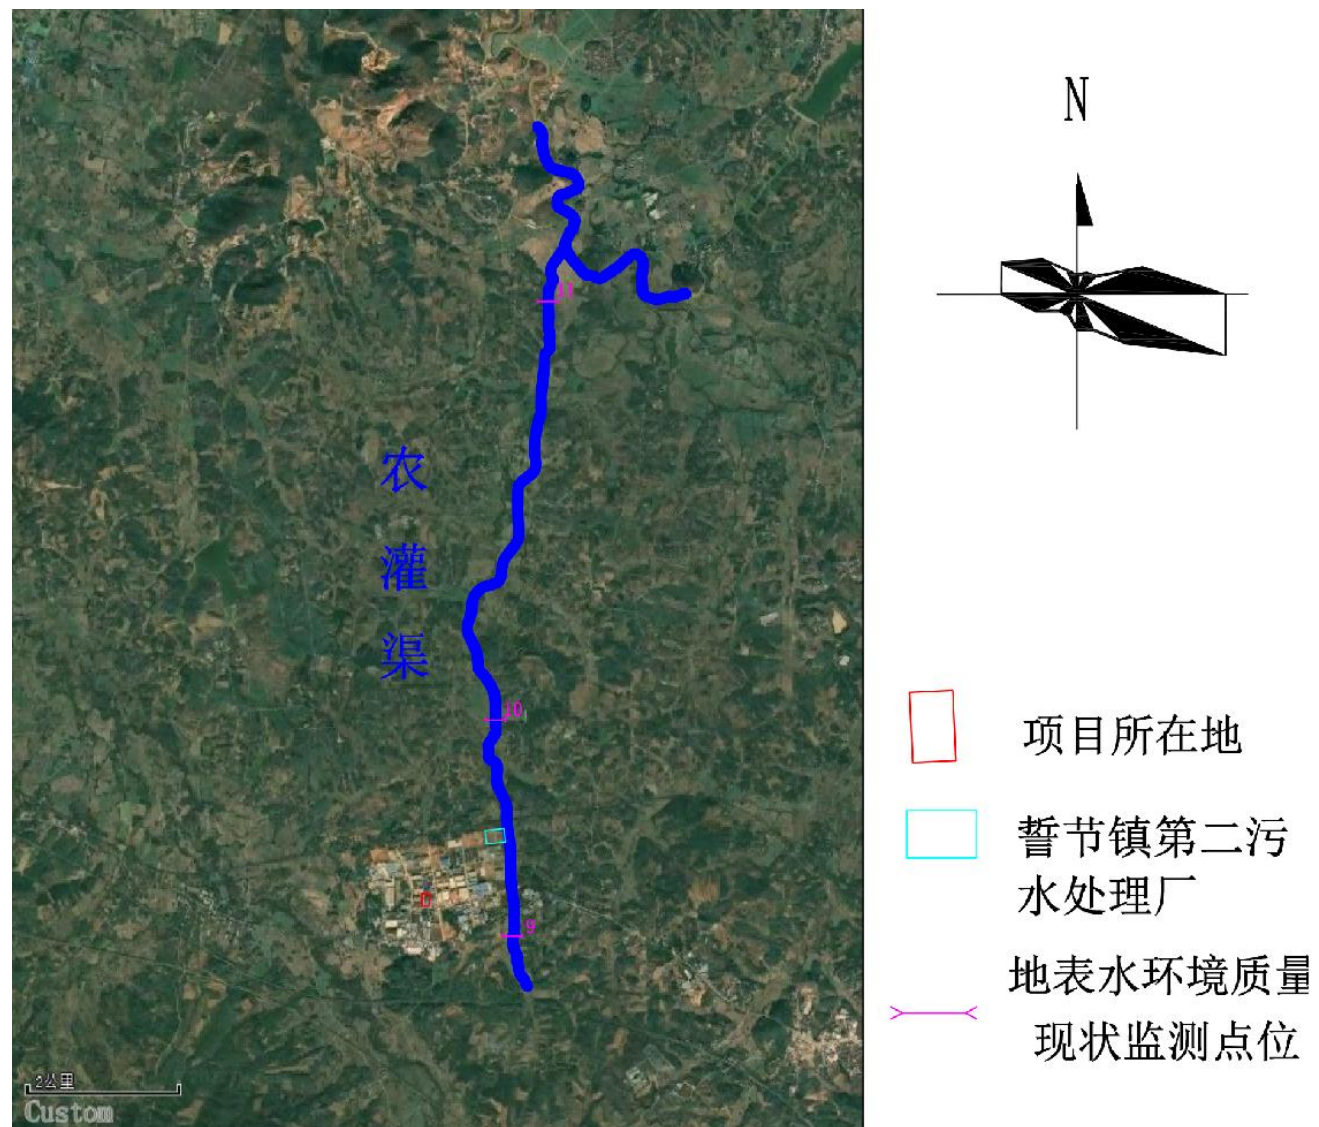 N
11
农
灌
渠
10
9
项目所在地
誓节镇第二污
水处理厂
地表水环境质量
现状监测点位
2公里
Custom